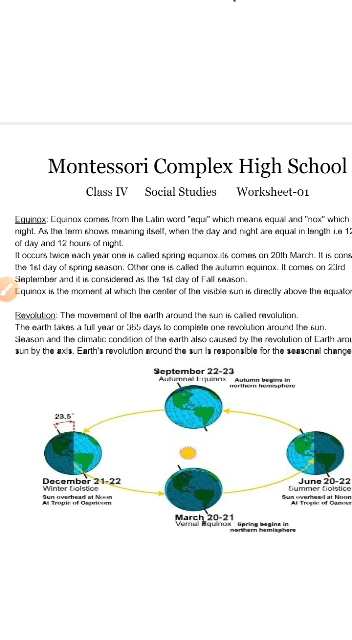 Montessori Complex High School
Class IV Social Studies Worksheet-01
Equinox: Equinox comes from the Latin word "equi" which means equal and "nox" which
night. As the term shows meaning itself, when the day and night are equal in length i.e 12
of day and 12 hours of night.
It occurs twice each year one is called spring equinox.its comes on 20th March. It is cons
the 1st day of spring season. Other one is called the autumn equinox. It comes on 23rd
September and it is considered as the 1st day of Fall season.
Equinox is the moment at which the center of the visible sun is directly above the equator
Revolution: The movement of the earth around the sun is called revolution.
The earth takes a full year or 365 days to complete one revolution around the sun.
Season and the climatic condition of the earth also caused by the revolution of Earth arou
sun by the axis. Earth's revolution around the sun is responsible for the seasonal change
September 22-23
Autumnal Equinox Autumn begins in
northern hemisphere
23.5°
December 21-22
Winter Solstice
Sun overhead at Noon
At Tropic of Capricorn
June 20-22
Summer Solstice
Sun overhead at Noon
At Tropic of Cancer
March 20-21
Vernal Equinox Spring begins in
northern hemisphere